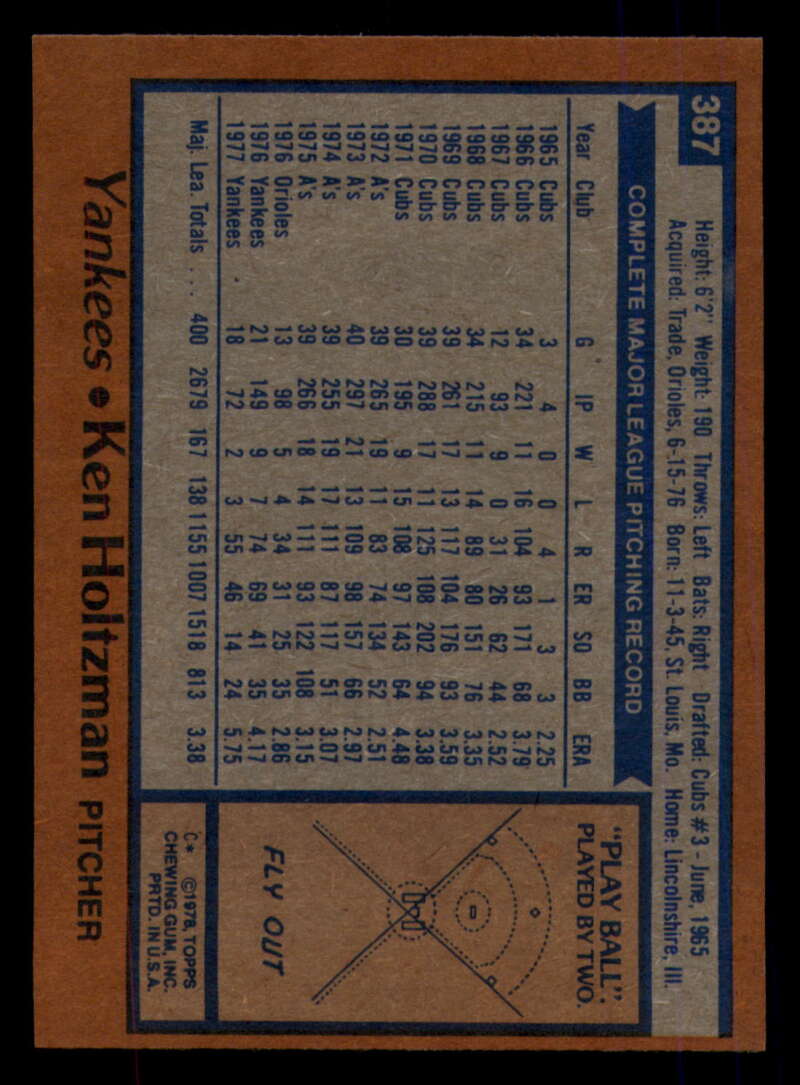 387
Height: 6'2" Weight: 190 Throws: Left Bats: Right Drafted: Cubs #3 - June, 1965
Acquired: Trade, Orioles, 6-15-76 Born: 11-3-45, St. Louis, Mo. Home: Lincolnshire, Ill.
COMPLETE MAJOR LEAGUE PITCHING RECORD
Year Club G IP W L R ER SO BB ERA
1965 Cubs 3 4 0 0 4 1 3 3 2.25
1966 Cubs 34 221 11 16 104 93 171 68 3.79
1967 Cubs 12 93 9 0 31 26 62 44 2.52
1968 Cubs 34 215 11 14 89 80 151 76 3.35
1969 Cubs 39 261 17 13 117 104 176 93 3.59
1970 Cubs 39 288 17 11 125 108 202 94 3.38
1971 Cubs 30 195 9 15 108 97 143 64 4.48
1972 A's 39 265 19 11 83 74 134 52 2.51
1973 A's 40 297 21 13 109 98 157 66 2.97
1974 A's 39 255 19 17 111 87 117 51 3.07
1975 A's 39 266 18 14 111 93 122 108 3.15
1976 Orioles 13 98 5 4 34 31 25 35 2.86
1976 Yankees 21 149 9 7 74 69 41 35 4.17
1977 Yankees 18 72 2 3 55 46 14 24 5.75
Maj. Lea. Totals ... 400 2679 167 138 1155 1007 1518 813 3.38
"PLAY BALL"
PLAYED BY TWO.
FLY OUT
C* ©1978, TOPPS
CHEWING GUM, INC.
PRTD. IN U.S.A.
Yankees • Ken Holtzman PITCHER